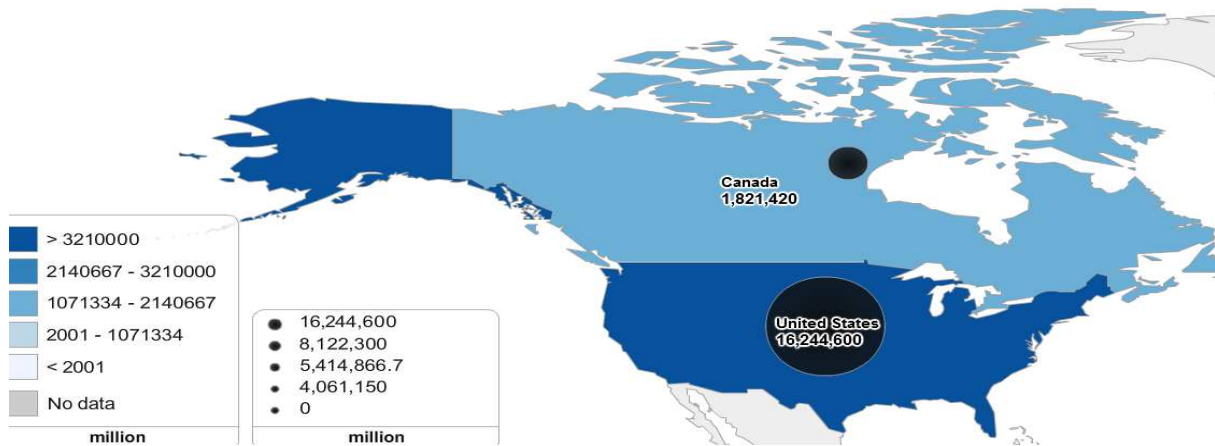 Canada
1,821,420
United States
16,244,600
> 3210000
2140667 - 3210000
1071334 - 2140667
2001 - 1071334
< 2001
No data
million
16,244,600
8,122,300
5,414,866.7
4,061,150
0
million